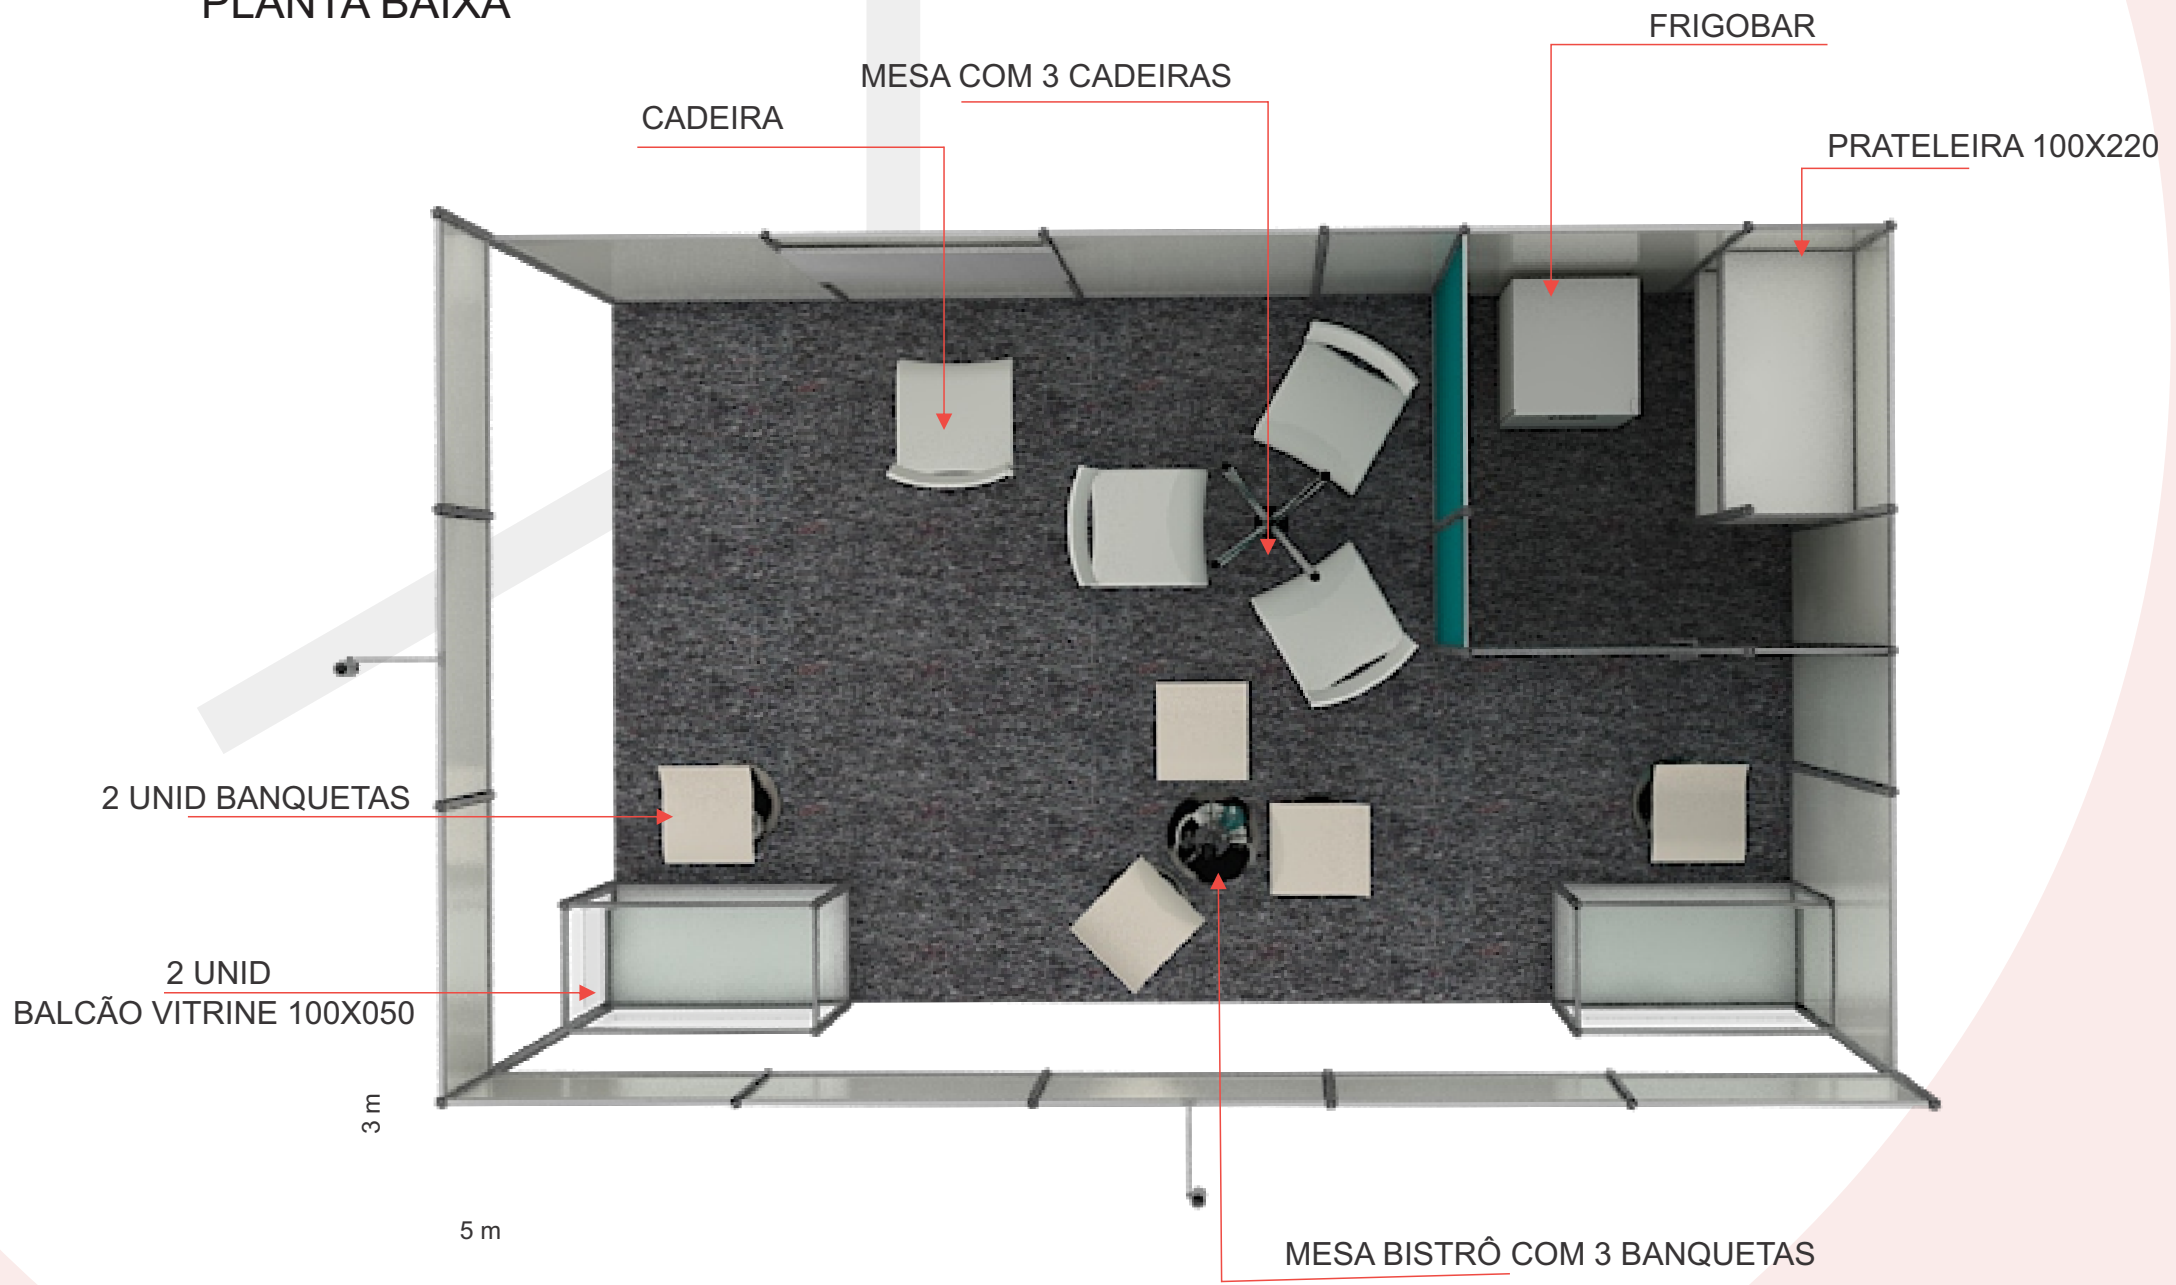 PLANTA BAIXA
FRIGOBAR
MESA COM 3 CADEIRAS
CADEIRA
PRATELEIRA 100X220
2 UNID BANQUETAS
2 UNID
BALCÃO VITRINE 100X050
3 m
5 m
MESA BISTRÔ COM 3 BANQUETAS